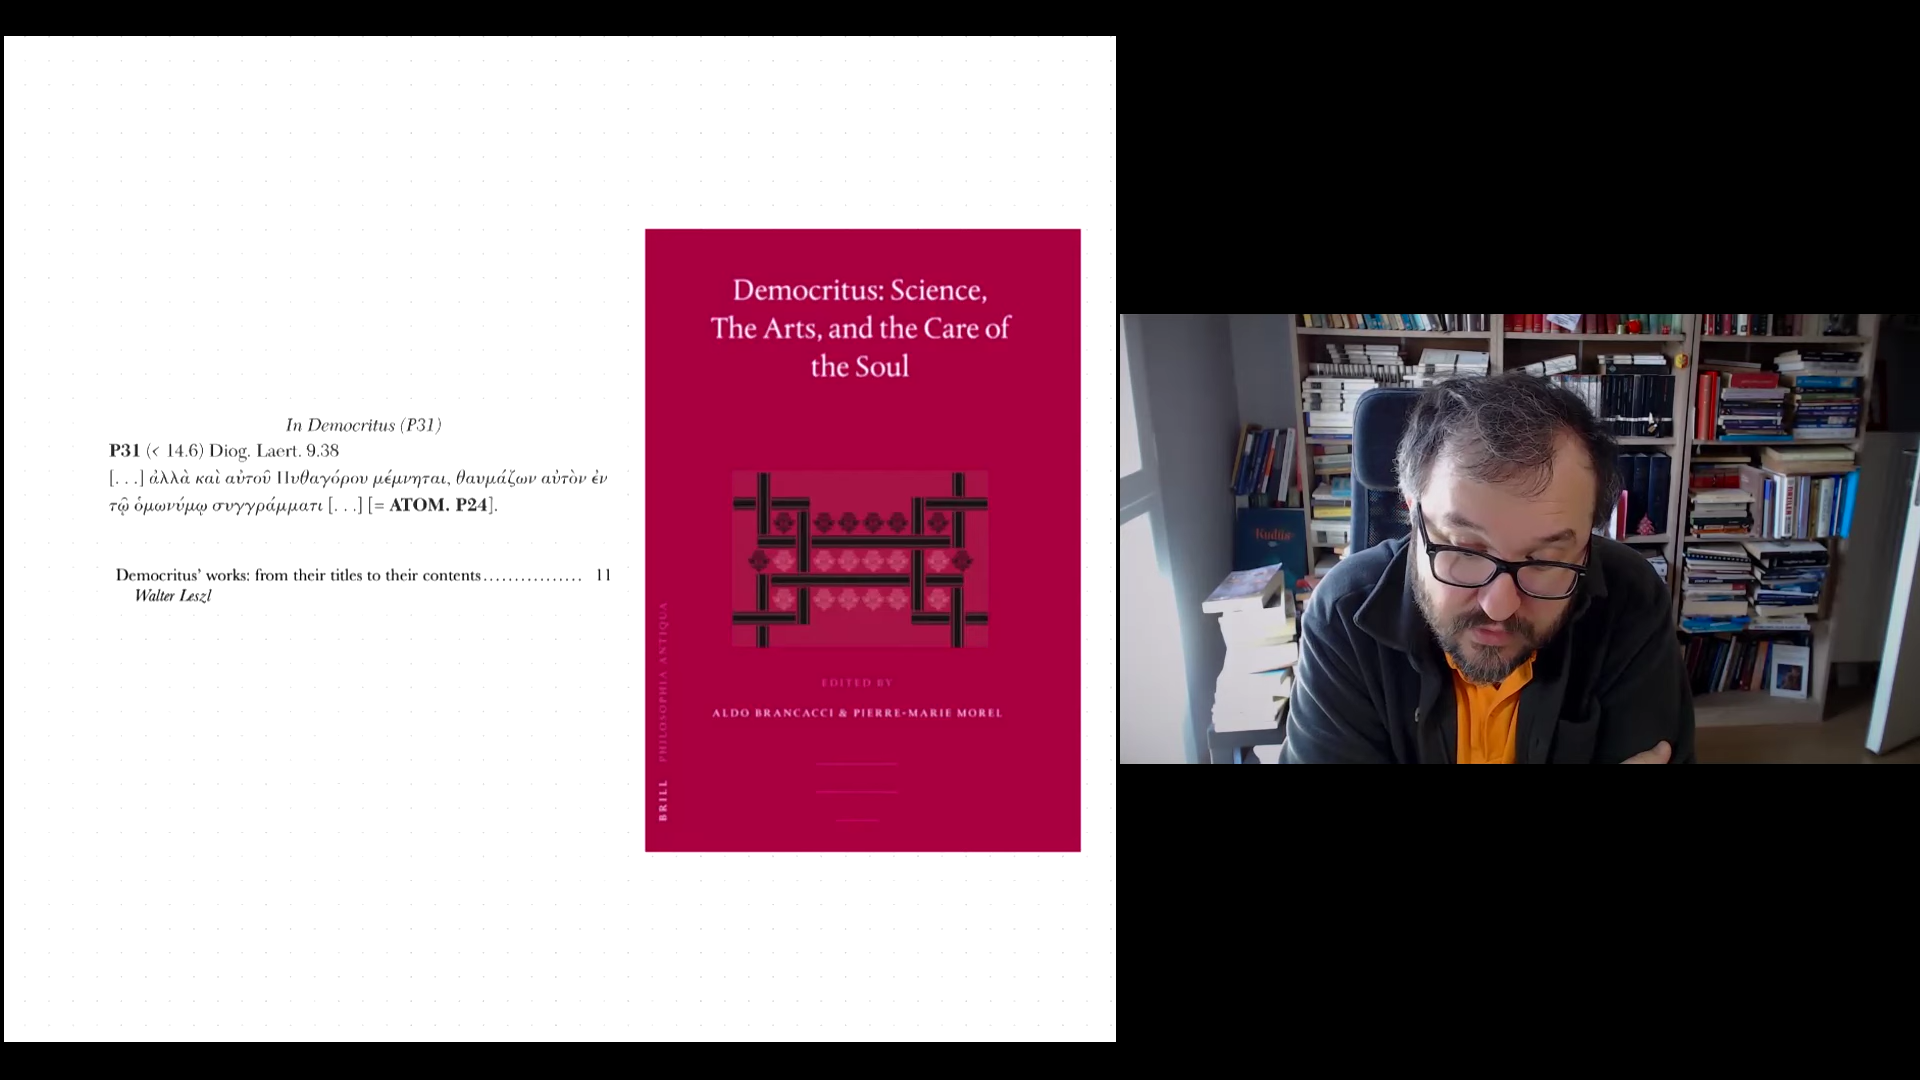 In Democritus (P31)
P31 (< 14.6) Diog. Laert. 9.38
[. . .] ἀλλὰ καὶ αὐτοῦ Πυθαγόρου μέμνηται, θαυμάζων αὐτὸν ἐν
τῷ ὁμωνύμῳ συγγράμματι [. . .] [= ATOM. P24].
Democritus’ works: from their titles to their contents................ 11
Walter Leszl
Democritus: Science,
The Arts, and the Care of
the Soul
EDITED BY
ALDO BRANCACCI & PIERRE-MARIE MOREL
BRILL PHILOSOPHIA ANTIQUA
Kudüs